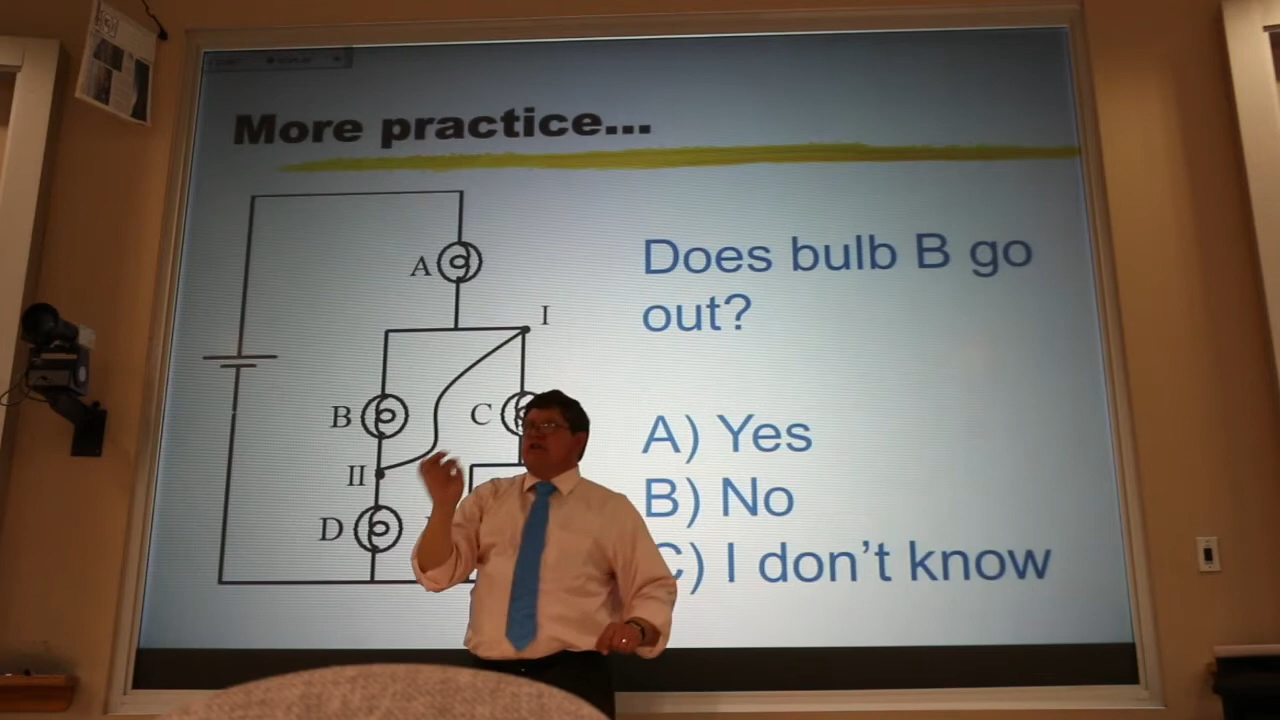 More practice...
A
I
Does bulb B go
out?
B
C
A) Yes
II
B) No
D
C) I don't know